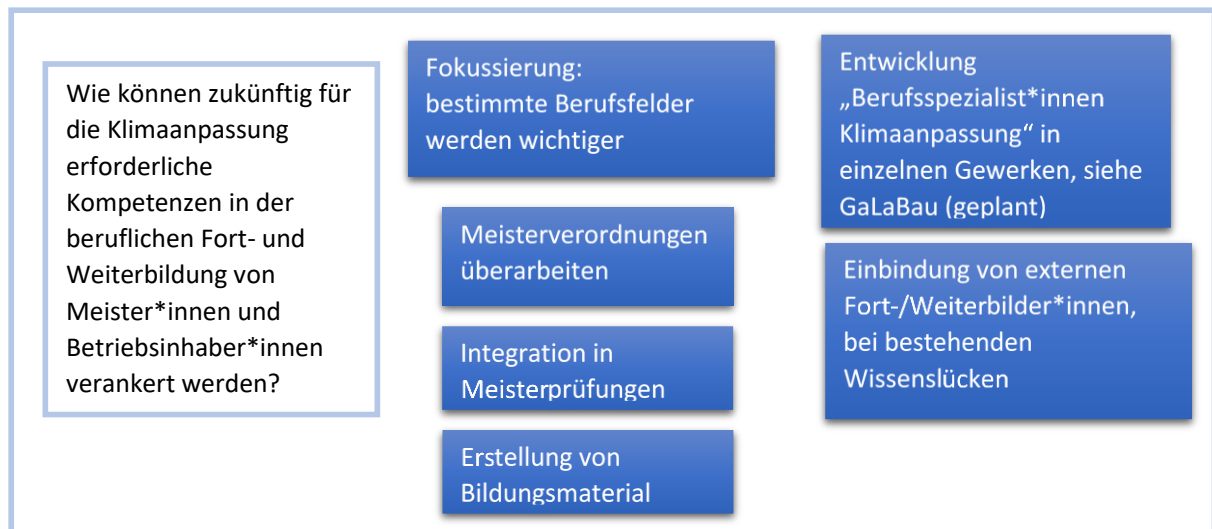 Wie können zukünftig für
die Klimaanpassung
erforderliche
Kompetenzen in der
beruflichen Fort- und
Weiterbildung von
Meister*innen und
Betriebsinhaber*innen
verankert werden?
Fokussierung:
bestimmte Berufsfelder
werden wichtiger
Meisterverordnungen
überarbeiten
Integration in
Meisterprüfungen
Erstellung von
Bildungsmaterial
Entwicklung
„Berufsspezialist*innen
Klimaanpassung“ in
einzelnen Gewerken, siehe
GaLaBau (geplant)
Einbindung von externen
Fort-/Weiterbilder*innen,
bei bestehenden
Wissenslücken